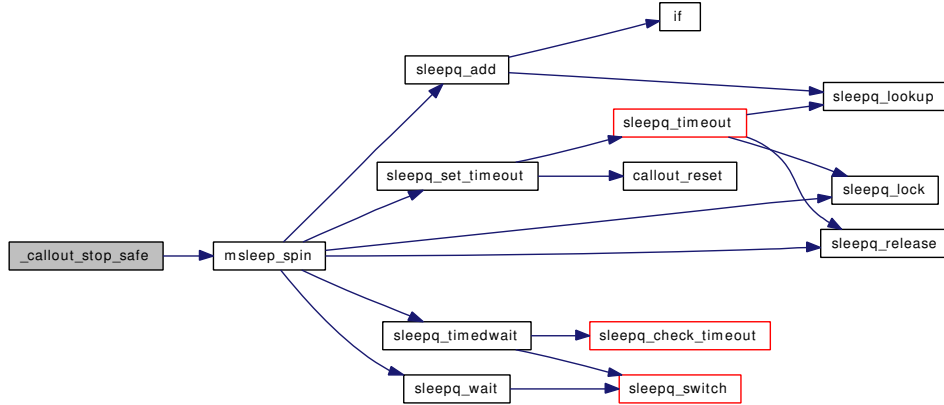 if
sleepq_add
sleepq_lookup
sleepq_timeout
sleepq_set_timeout
callout_reset
sleepq_lock
_callout_stop_safe
msleep_spin
sleepq_release
sleepq_timedwait
sleepq_check_timeout
sleepq_wait
sleepq_switch